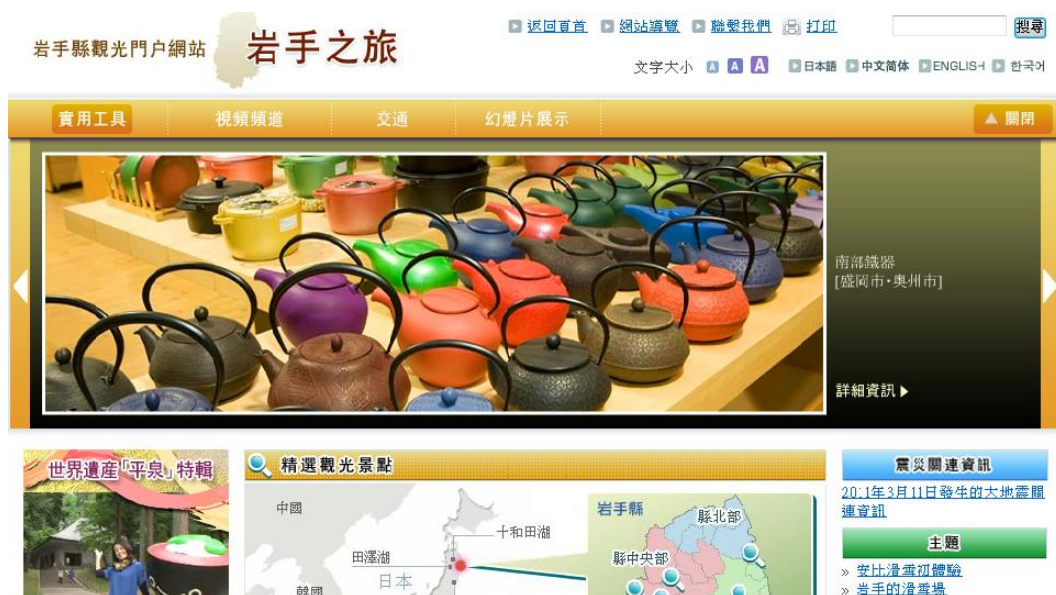 返回頁首 網站導覽 聯繫我們 打印 搜尋
岩手縣觀光門户網站 岩手之旅
文字大小 A A A 日本語 中文简体 ENGLISH 한국어
實用工具 視頻頻道 交通 幻燈片展示 關閉
南部鐵器
[盛岡市・奧州市]
詳細資訊
世界遺產「平泉」特輯
精選觀光景點
中國
十和田湖
田澤湖
日本
韓國
岩手縣
縣北部
縣中央部
震災關連資訊
2011年3月11日發生的大地震關
連資訊
主題
» 安比滑雪初體驗
» 岩手的滑雪場